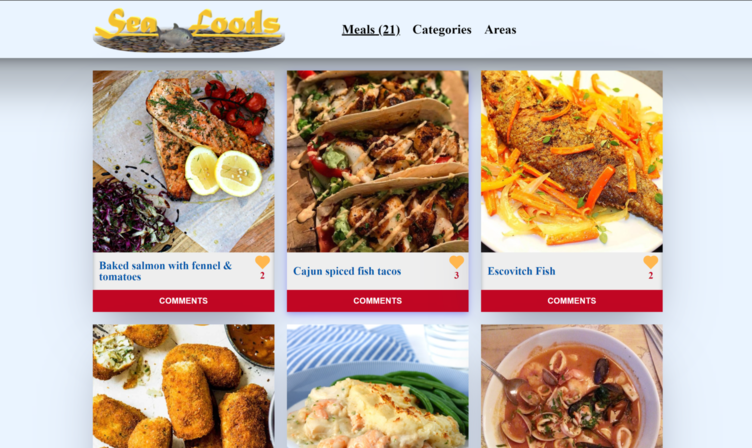 Sea foods
Meals (21) Categories Areas
Baked salmon with fennel &
tomatoes
2
COMMENTS
Cajun spiced fish tacos
3
COMMENTS
Escovitch Fish
2
COMMENTS